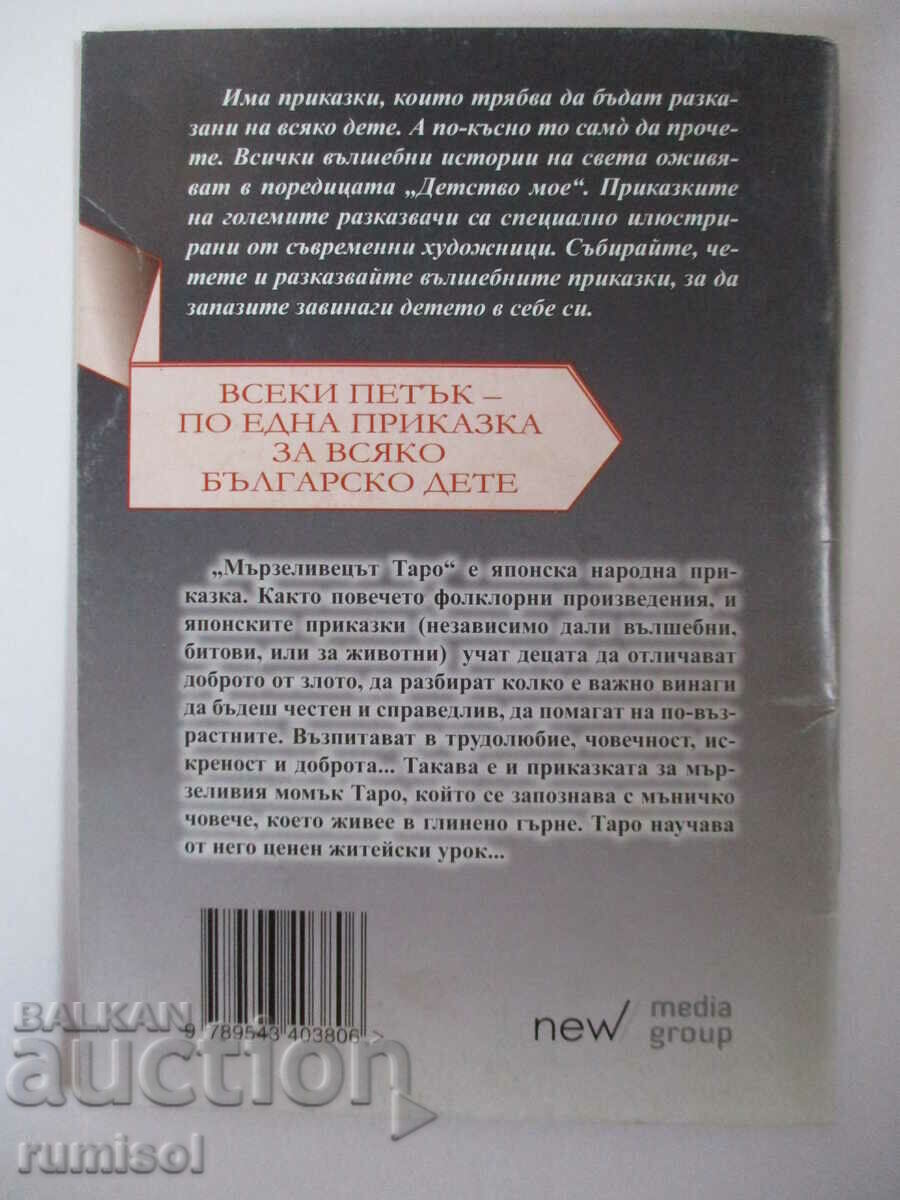 Има приказки, които трябва да бъдат разка-
зани на всяко дете. А по-късно то самò да проче-
те. Всички вълшебни истории на света оживя-
ват в поредицата „Детство мое“. Приказките
на големите разказвачи са специално илюстри-
рани от съвременни художници. Събирайте, че-
тете и разказвайте вълшебните приказки, за да
запазите завинаги детето в себе си.
ВСЕКИ ПЕТЪК –
ПО ЕДНА ПРИКАЗКА
ЗА ВСЯКО
БЪЛГАРСКО ДЕТЕ
„Мързеливецът Таро“ е японска народна при-
казка. Както повечето фолклорни произведения, и
японските приказки (независимо дали вълшебни,
битови, или за животни) учат децата да отличават
доброто от злото, да разбират колко е важно винаги
да бъдеш честен и справедлив, да помагат на по-въз-
растните. Възпитават в трудолюбие, човечност, ис-
креност и доброта... Такава е и приказката за мър-
зеливия момък Таро, който се запознава с мъничко
човече, което живее в глинено гърне. Таро научава
от него ценен житейски урок...
9 789543 403806 >
new media
group
BALKAN
auction
rumisol